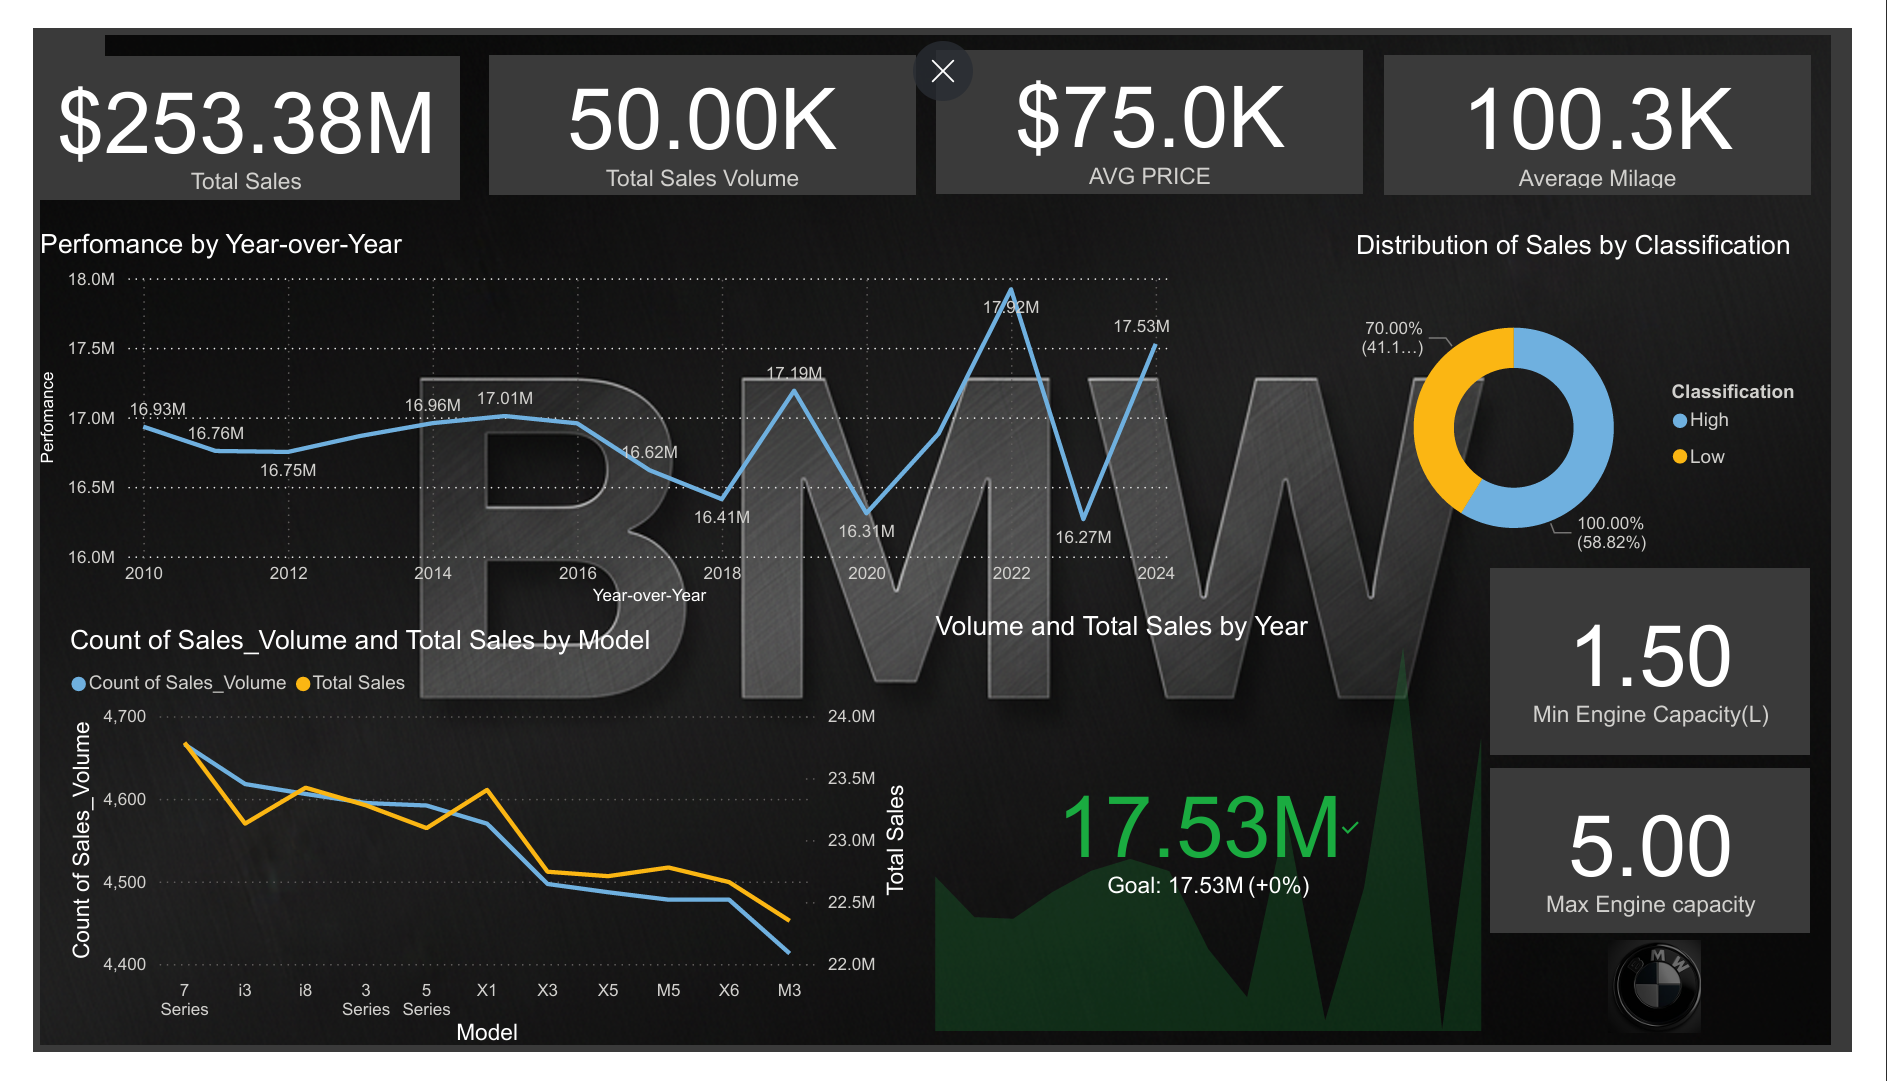 $253.38M
Total Sales
50.00K
Total Sales Volume
$75.0K
AVG PRICE
100.3K
Average Milage
Perfomance by Year-over-Year
18.0M
17.5M
17.0M
16.5M
16.0M
Perfomance
16.93M
16.76M
16.75M
16.96M
17.01M
16.62M
16.41M
17.19M
16.31M
17.92M
16.27M
17.53M
2010
2012
2014
2016
2018
2020
2022
2024
Year-over-Year
BMW
Distribution of Sales by Classification
70.00%
(41.1...)
100.00%
(58.82%)
Classification
High
Low
Count of Sales_Volume and Total Sales by Model
Count of Sales_Volume
Total Sales
Count of Sales_Volume
4,700
4,600
4,500
4,400
24.0M
23.5M
23.0M
22.5M
22.0M
Total Sales
7
Series
i3
i8
3
Series
5
Series
X1
X3
X5
M5
X6
M3
Model
Volume and Total Sales by Year
17.53M
Goal: 17.53M (+0%)
1.50
Min Engine Capacity(L)
5.00
Max Engine capacity
BMW